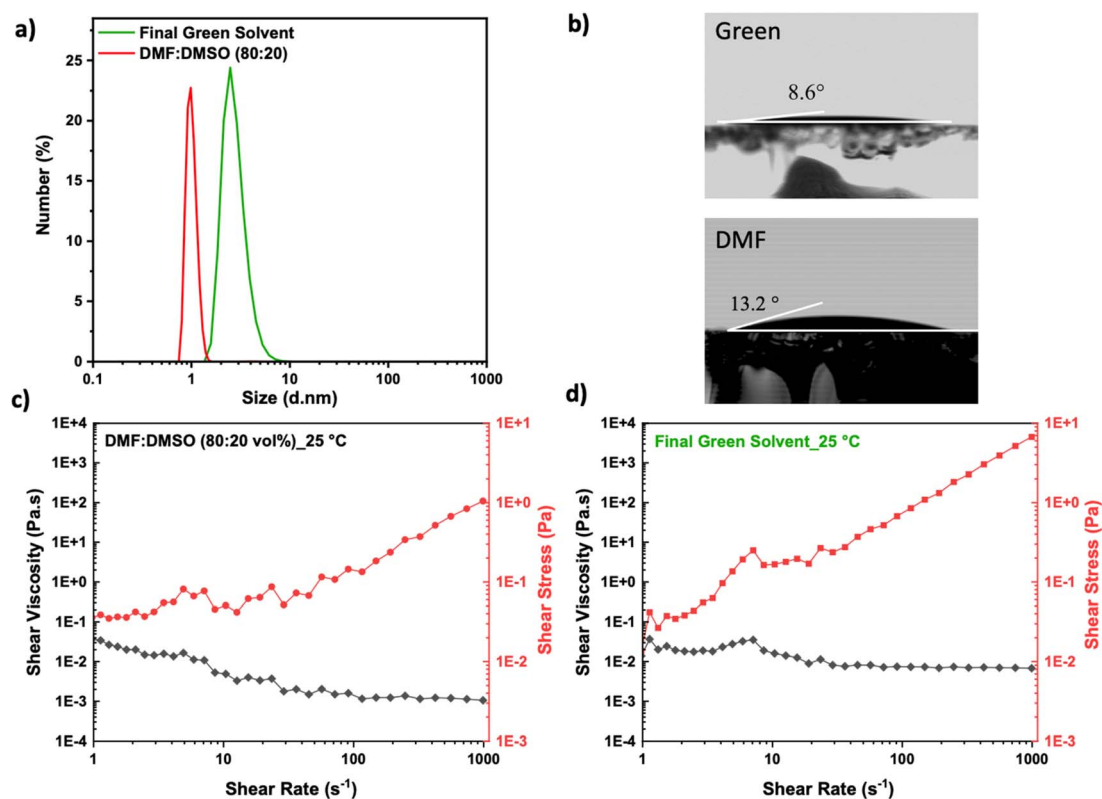 a)
Final Green Solvent
DMF:DMSO (80:20)
25
20
15
10
5
0
Number (%)
0.1 1 10 100 1000
Size (d.nm)
b)
Green
8.6°
DMF
13.2 °
c)
DMF:DMSO (80:20 vol%)_25 °C
1E+4
1E+3
1E+2
1E+1
1E+0
1E-1
1E-2
1E-3
1E-4
Shear Viscosity (Pa.s)
1E+1
1E+0
1E-1
1E-2
1E-3
Shear Stress (Pa)
1 10 100 1000
Shear Rate (s⁻¹)
d)
Final Green Solvent_25 °C
1E+4
1E+3
1E+2
1E+1
1E+0
1E-1
1E-2
1E-3
1E-4
Shear Viscosity (Pa.s)
1E+1
1E+0
1E-1
1E-2
1E-3
Shear Stress (Pa)
1 10 100 1000
Shear Rate (s⁻¹)